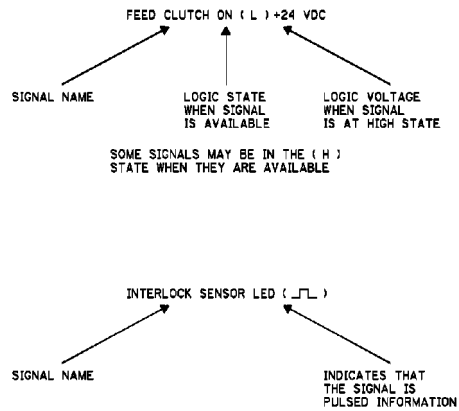 FEED CLUTCH ON ( L ) +24 VDC
SIGNAL NAME
LOGIC STATE
WHEN SIGNAL
IS AVAILABLE
LOGIC VOLTAGE
WHEN SIGNAL
IS AT HIGH STATE
SOME SIGNALS MAY BE IN THE ( H )
STATE WHEN THEY ARE AVAILABLE
INTERLOCK SENSOR LED ( )
SIGNAL NAME
INDICATES THAT
THE SIGNAL IS
PULSED INFORMATION